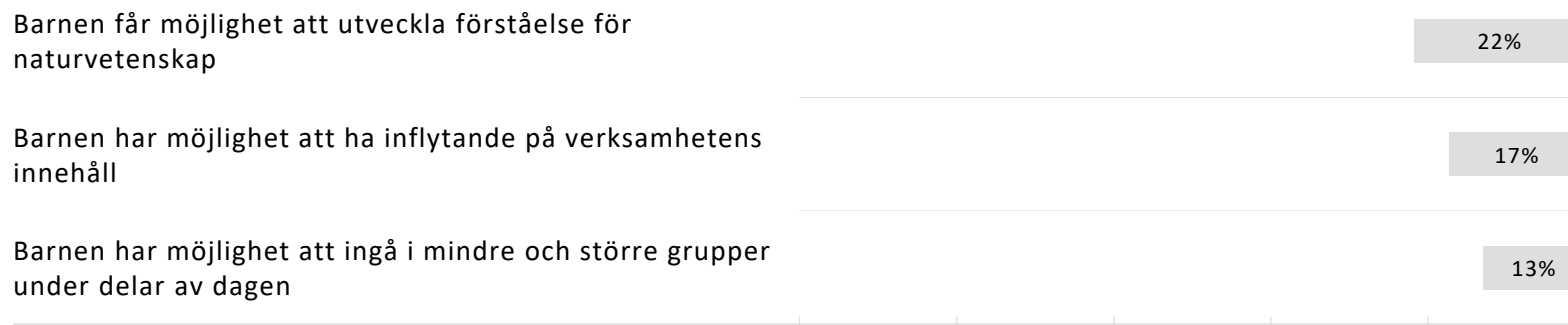 Barnen får möjlighet att utveckla förståelse för
naturvetenskap
22%
Barnen har möjlighet att ha inflytande på verksamhetens
innehåll
17%
Barnen har möjlighet att ingå i mindre och större grupper
under delar av dagen
13%